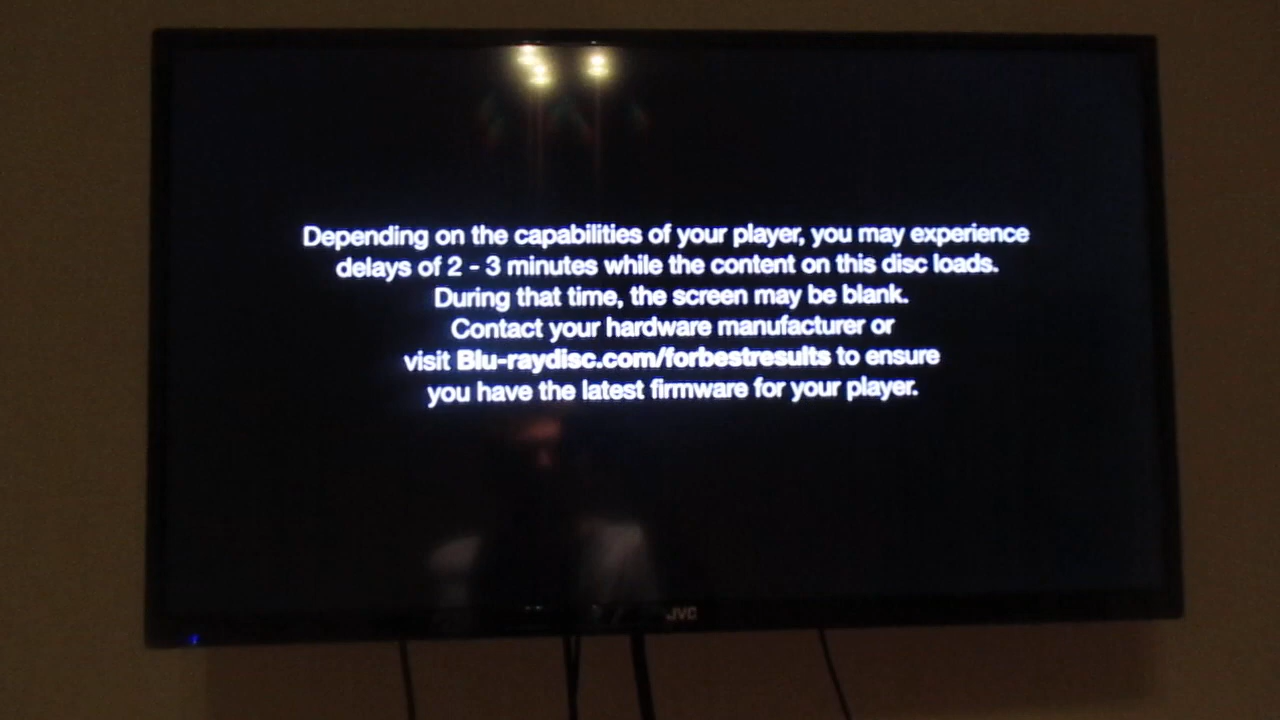 Depending on the capabilities of your player, you may experience
delays of 2 - 3 minutes while the content on this disc loads.
During that time, the screen may be blank.
Contact your hardware manufacturer or
visit Blu-raydisc.com/forbestresults to ensure
you have the latest firmware for your player.
JVC